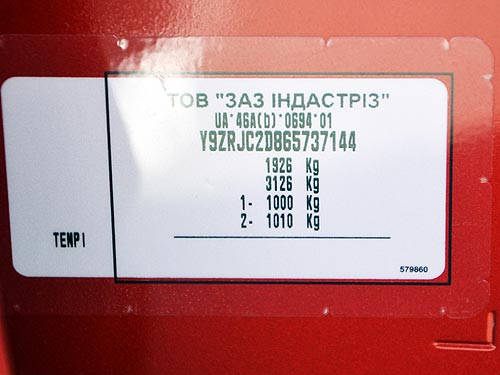 ТОВ "ЗАЗ ІНДАСТРІЗ"
UA*46A(b)*0694*01
Y9ZRJC2D865737144
1926 Kg
3126 Kg
1- 1000 Kg
2- 1010 Kg
TENPI
579860